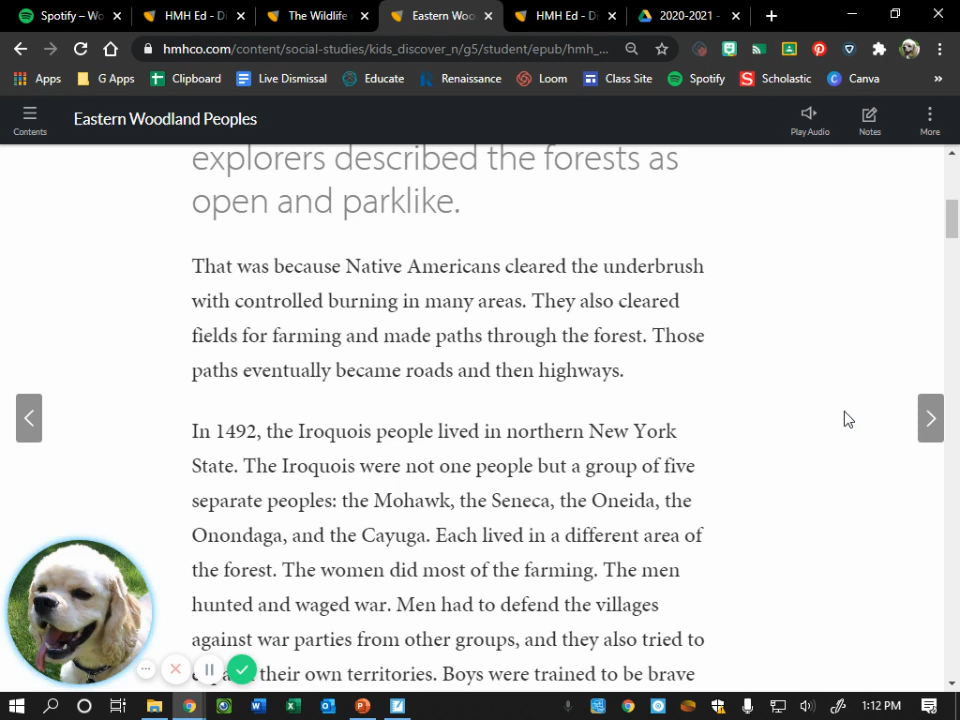 Spotify – Wo
HMH Ed - Di
The Wildlife
Eastern Woo
HMH Ed - Di
2020-2021 -
hmhco.com/content/social-studies/kids_discover_n/g5/student/epub/hmh_...
Apps
G Apps
Clipboard
Live Dismissal
Educate
Renaissance
Loom
Class Site
Spotify
Scholastic
Canva
»
Contents
Eastern Woodland Peoples
Play Audio
Notes
More
explorers described the forests as
open and parklike.
That was because Native Americans cleared the underbrush
with controlled burning in many areas. They also cleared
fields for farming and made paths through the forest. Those
paths eventually became roads and then highways.
In 1492, the Iroquois people lived in northern New York
State. The Iroquois were not one people but a group of five
separate peoples: the Mohawk, the Seneca, the Oneida, the
Onondaga, and the Cayuga. Each lived in a different area of
the forest. The women did most of the farming. The men
hunted and waged war. Men had to defend the villages
against war parties from other groups, and they also tried to
their own territories. Boys were trained to be brave
1:12 PM